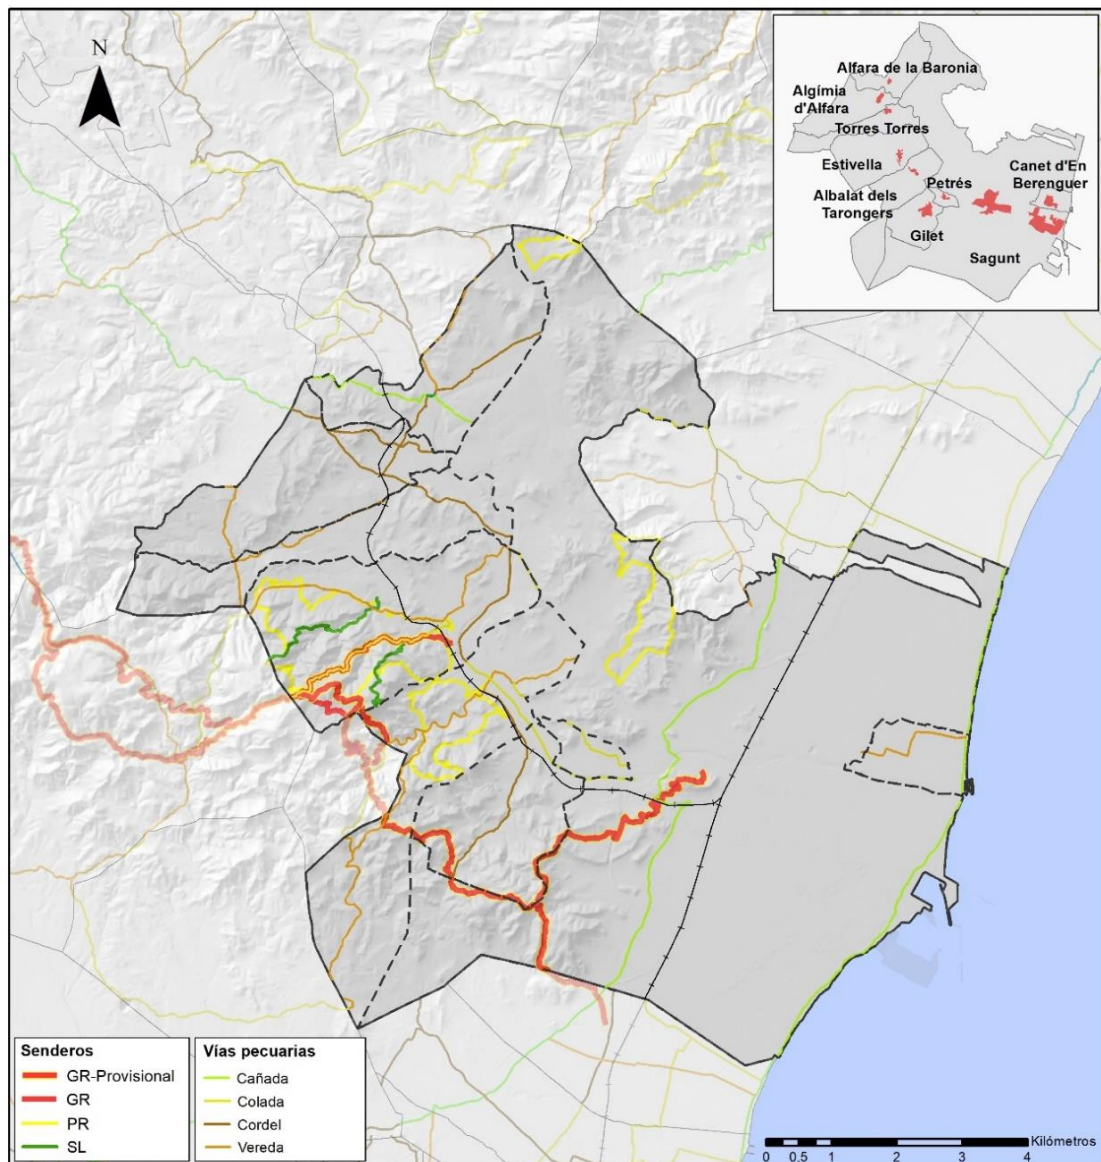 N
Alfara de la Baronia
Algímia
d'Alfara
Torres Torres
Estivella
Canet d'En
Berenguer
Petrés
Albalat dels
Tarongers
Gilet
Sagunt
Senderos
GR-Provisional
GR
PR
SL
Vías pecuarias
Cañada
Colada
Cordel
Vereda
Kilómetros
0 0,5 1 2 3 4